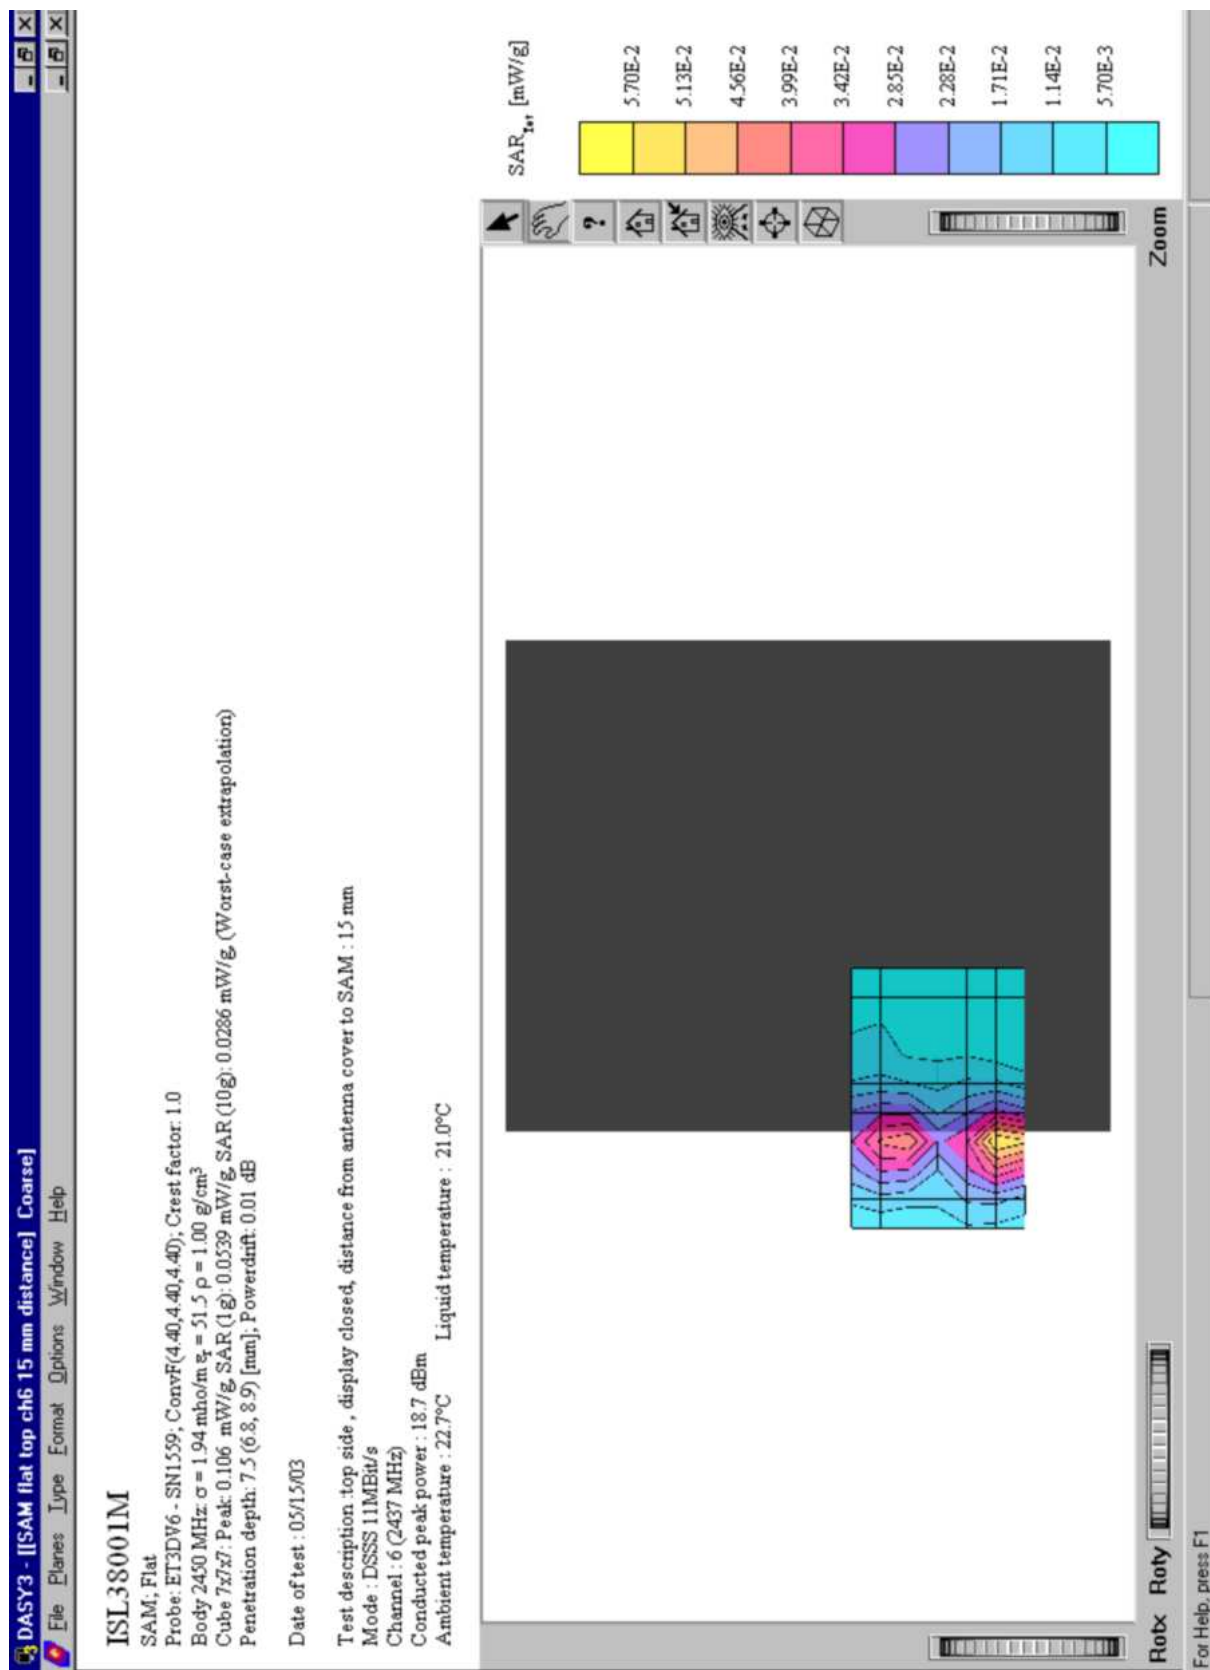 DASY3 - [[SAM flat top ch6 15 mm distance] Coarse]
File Planes Type Format Options Window Help
ISL38001M
SAM; Flat
Probe: ET3DV6 - SN1559; ConvF(4.40,4.40,4.40); Crest factor: 1.0
Body 2450 MHz: σ = 1.94 mho/m εr = 51.5 ρ = 1.00 g/cm³
Cube 7x7x7: Peak: 0.106 mW/g, SAR (1g): 0.0539 mW/g, SAR (10g): 0.0286 mW/g, (Worst-case extrapolation)
Penetration depth: 7.5 (6.8, 8.9) [mm]; Powerdrift: 0.01 dB
Date of test : 05/15/03
Test description :top side , display closed, distance from antenna cover to SAM : 15 mm
Mode : DSSS 11MBit/s
Channel : 6 (2437 MHz)
Conducted peak power : 18.7 dBm
Ambient temperature : 22.7°C Liquid temperature : 21.0°C
SARTot [mW/g]
5.70E-2
5.13E-2
4.56E-2
3.99E-2
3.42E-2
2.85E-2
2.28E-2
1.71E-2
1.14E-2
5.70E-3
Rotx Roty Zoom
For Help, press F1